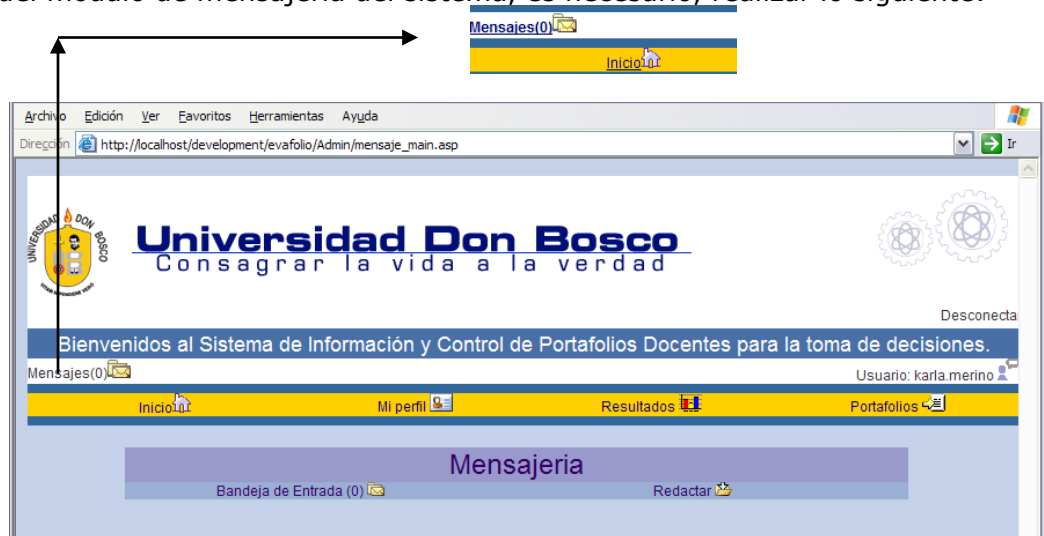 del módulo de mensajería del sistema, es necesario, realizar lo siguiente:
Mensajes(0)
Inicio
Archivo Edición Ver Favoritos Herramientas Ayuda
Dirección http://localhost/development/evafolio/Admin/mensaje_main.asp Ir
UNIVERSIDAD DON BOSCO
Universidad Don Bosco
Consagrar la vida a la verdad
Desconecta
Bienvenidos al Sistema de Información y Control de Portafolios Docentes para la toma de decisiones.
Mensajes(0) Usuario: karla.merino
Inicio Mi perfil Resultados Portafolios
Mensajeria
Bandeja de Entrada (0) Redactar